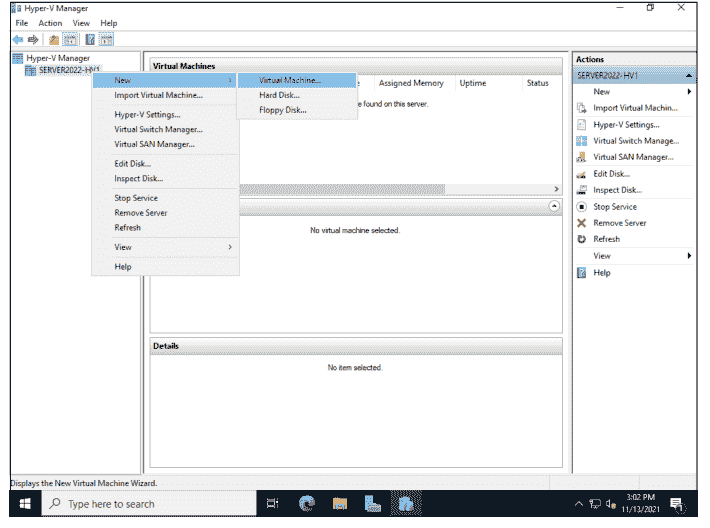 Hyper-V Manager
File Action View Help
Hyper-V Manager
SERVER2022-HV1
New
Import Virtual Machine...
Hyper-V Settings...
Virtual Switch Manager...
Virtual SAN Manager...
Edit Disk...
Inspect Disk...
Stop Service
Remove Server
Refresh
View
Help
Virtual Machine...
Hard Disk...
Floppy Disk...
Virtual Machines
Assigned Memory Uptime Status
found on this server.
No virtual machine selected.
Details
No item selected.
Actions
SERVER2022-HV1
New
Import Virtual Machin...
Hyper-V Settings...
Virtual Switch Manage...
Virtual SAN Manager...
Edit Disk...
Inspect Disk...
Stop Service
Remove Server
Refresh
View
Help
Displays the New Virtual Machine Wizard.
Type here to search
3:02 PM
11/13/2021